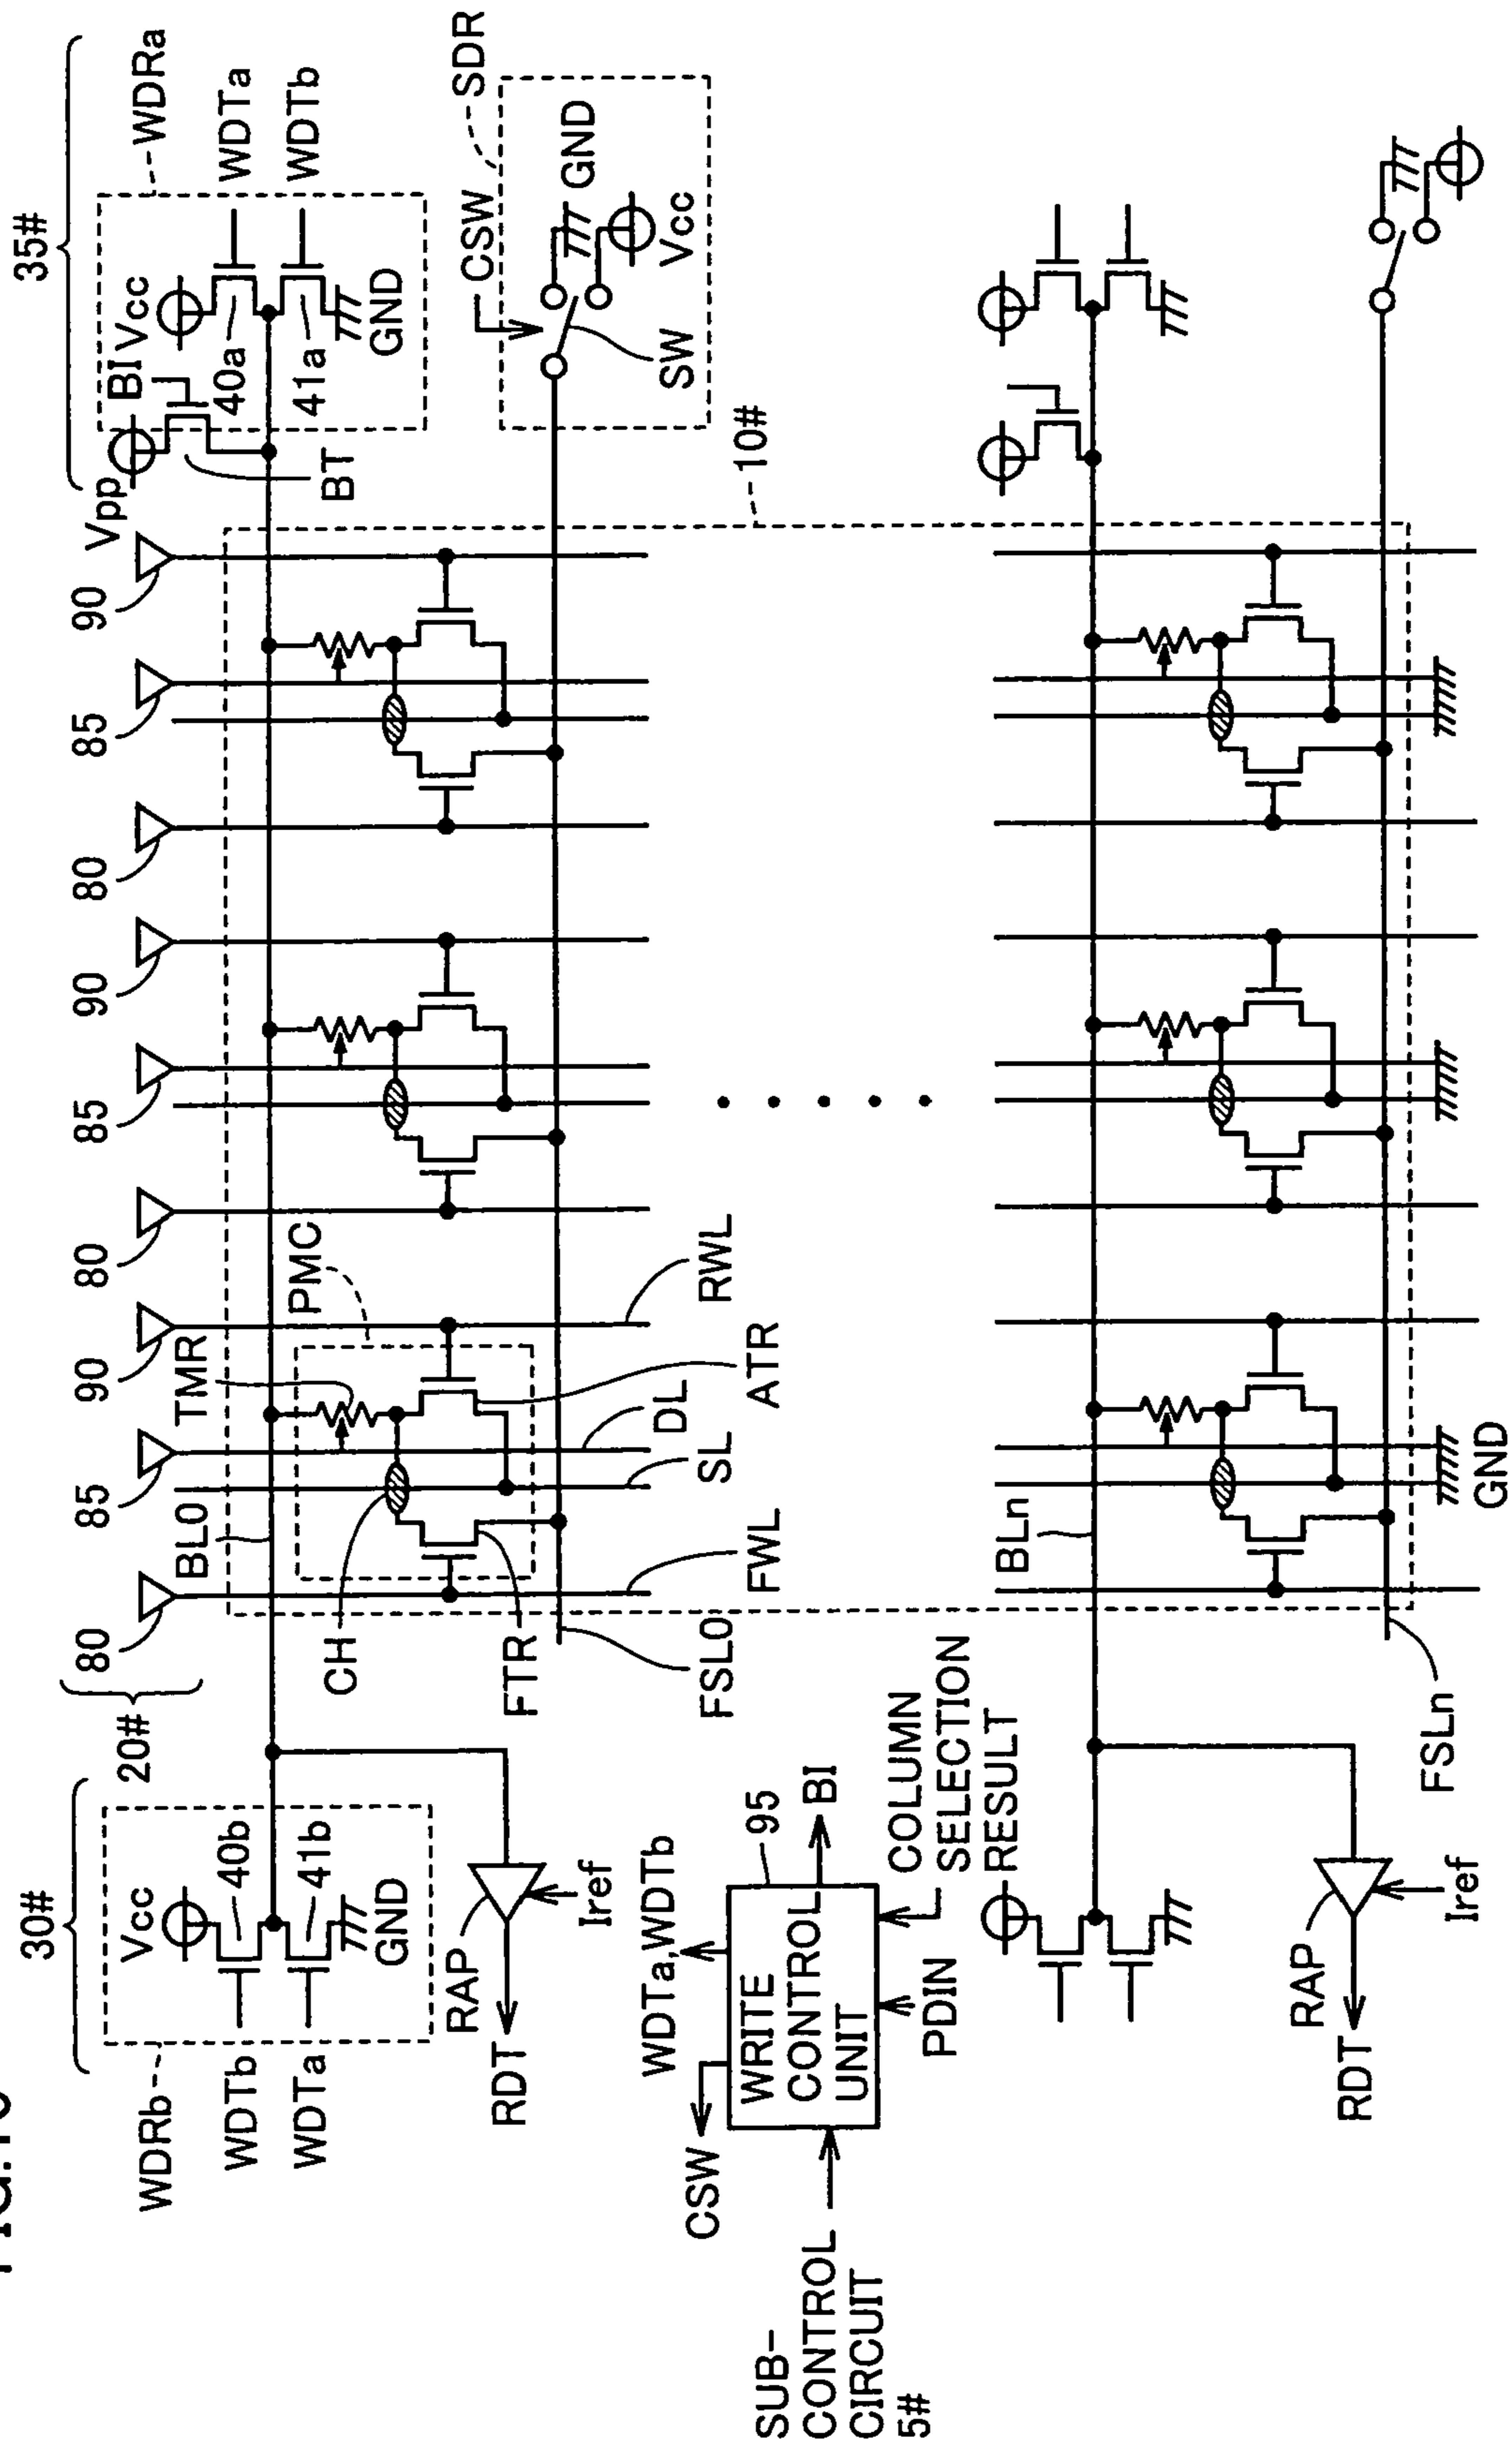 30#
20#
35#
WDRb
Vcc
40b
41b
GND
WDTb
WDTa
RAP
Iref
RDT
80
85
90
80
85
90
80
85
90
Vpp
BI
Vcc
WDRa
WDTa
WDTb
40a
41a
GND
BT
BL0
TMR
PMC
CH
FTR
FSL0
FWL
SL
DL
ATR
RWL
10#
CSW
SDR
GND
Vcc
SW
WDTa,WDTb
95
BI
CSW
WRITE
CONTROL
UNIT
PDIN
COLUMN
SELECTION
RESULT
SUB-
CONTROL
CIRCUIT
5#
BLn
RAP
Iref
RDT
FSLn
GND